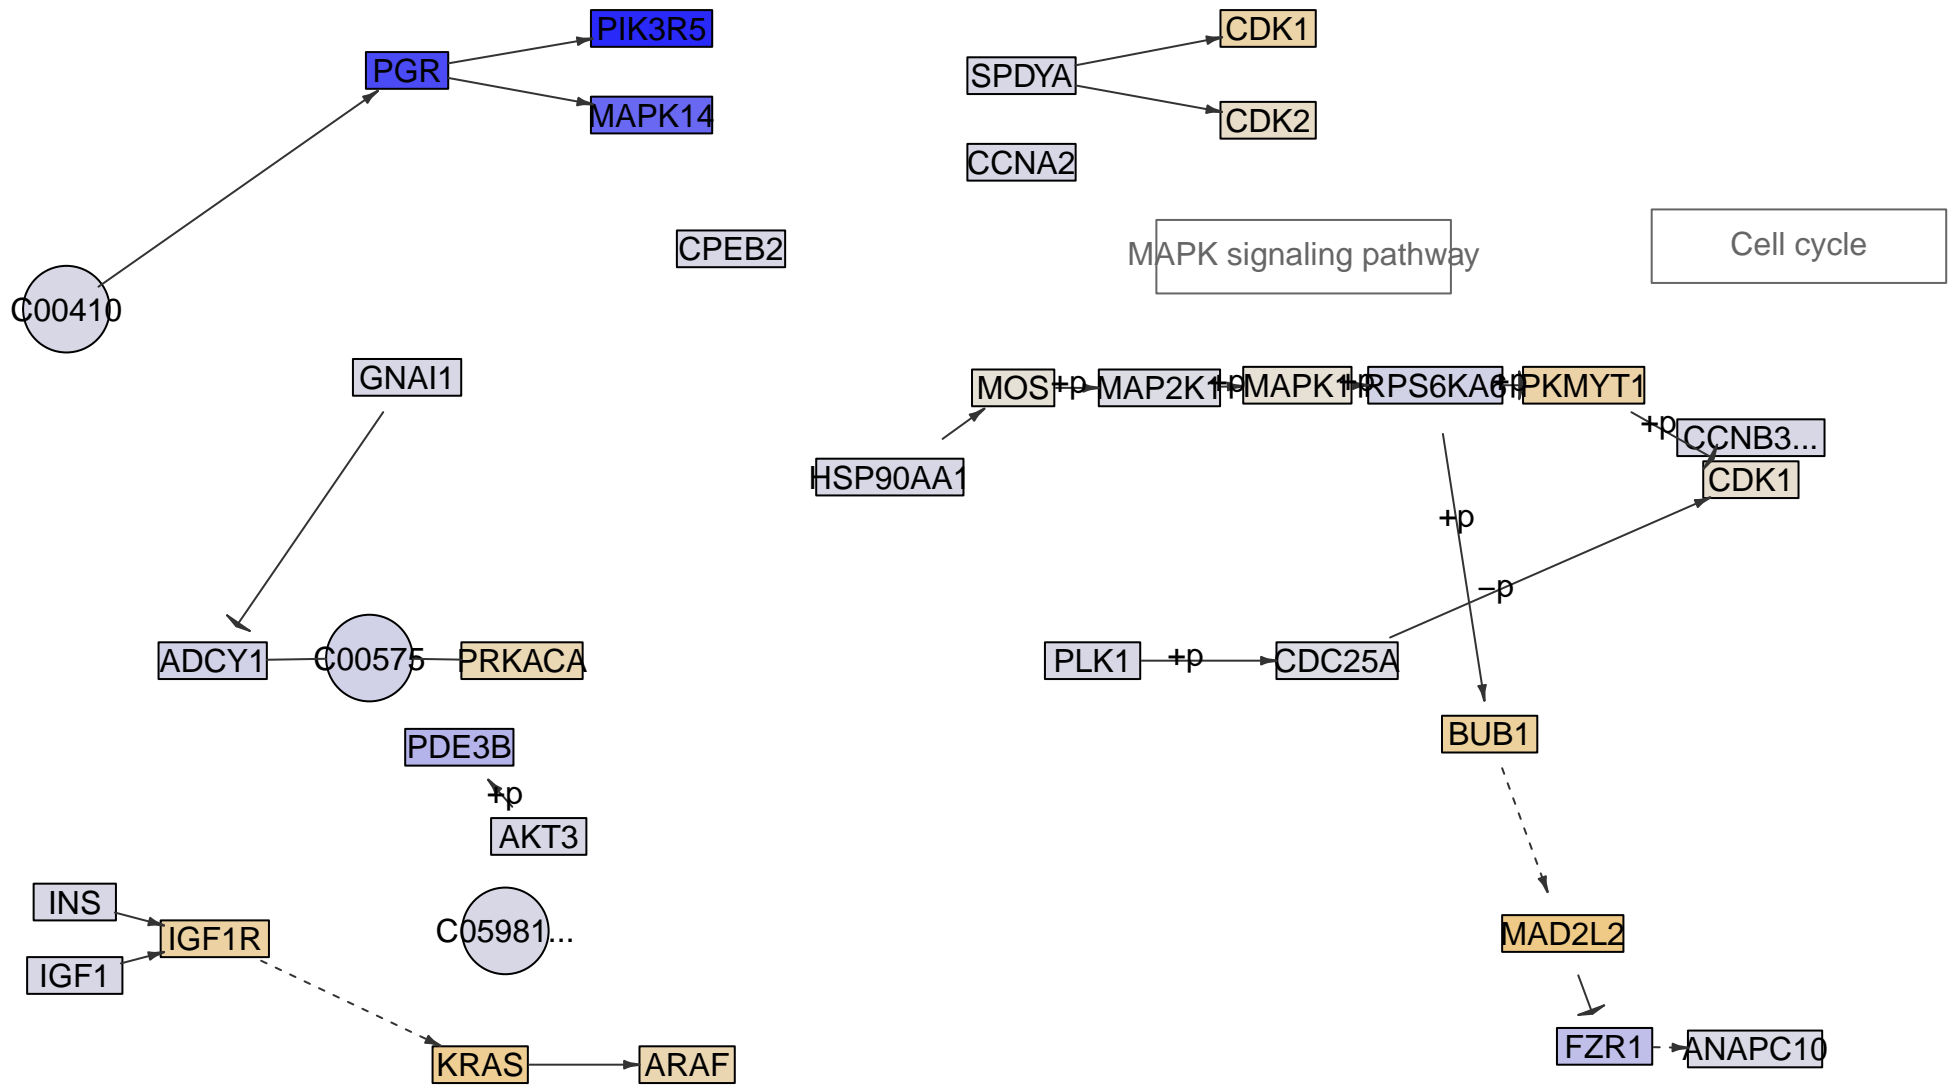 PIK3R5
CDK1
PGR
SPDYA
MAPK14
CDK2
CCNA2
CPEB2
MAPK signaling pathway
Cell cycle
C00410
GNAI1
MOS
+p
MAP2K1
+p
MAPK1
+p
RPS6KA6
+p
PKMYT1
+p
CCNB3...
HSP90AA1
CDK1
+p
−p
ADCY1
C00575
PRKACA
PLK1
+p
CDC25A
PDE3B
BUB1
+p
AKT3
INS
IGF1R
C05981...
MAD2L2
IGF1
KRAS
ARAF
FZR1
ANAPC10